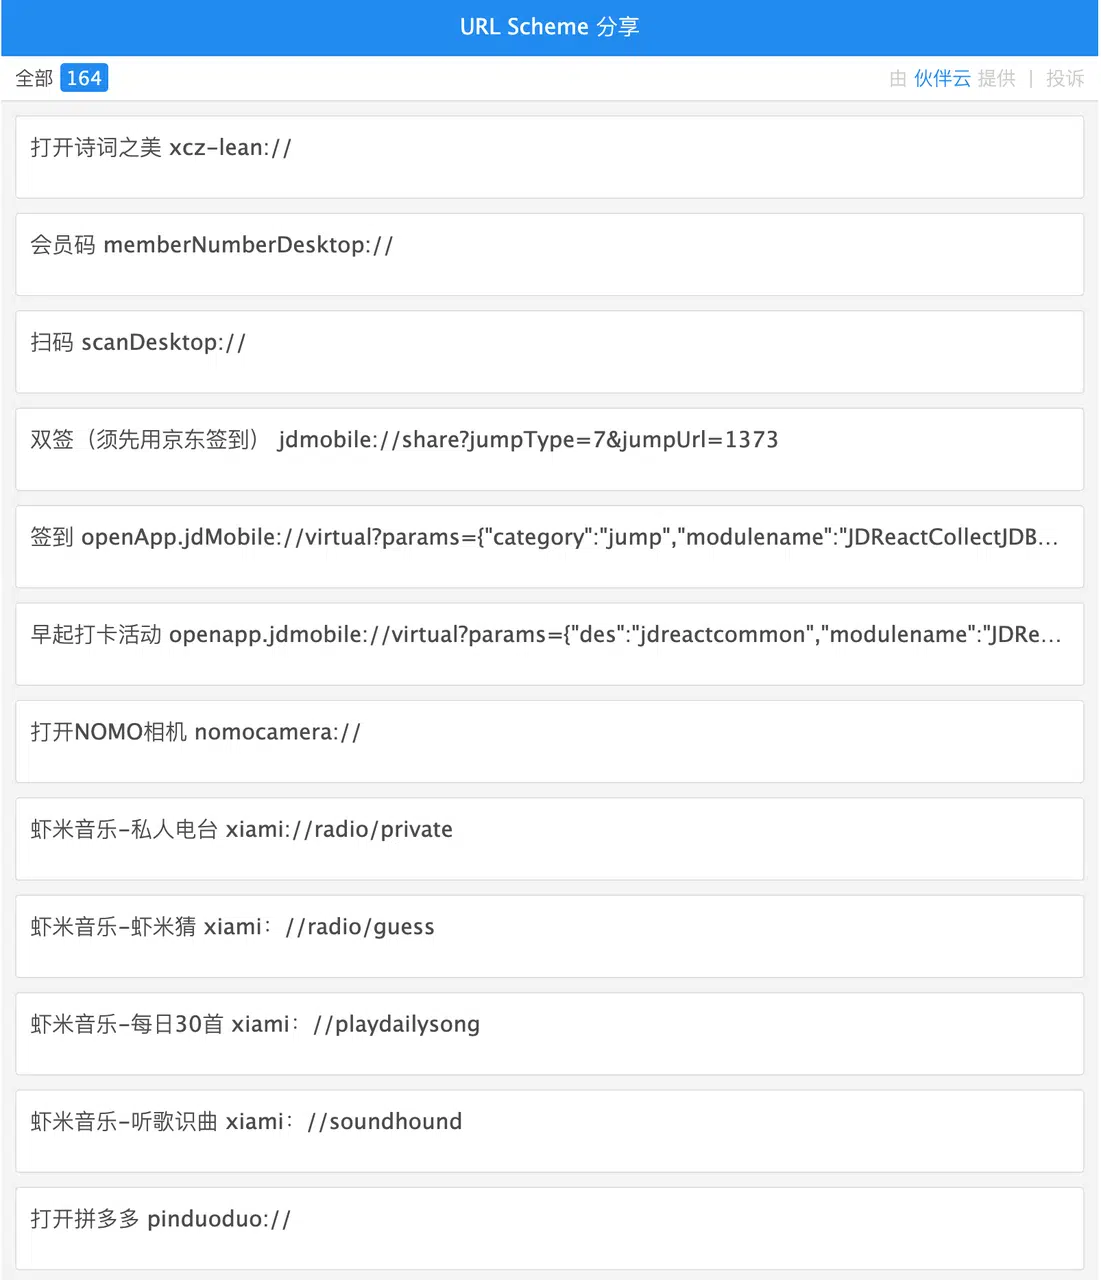 URL Scheme 分享
全部 164 由 伙伴云 提供 | 投诉
打开诗词之美 xcz-lean://
会员码 memberNumberDesktop://
扫码 scanDesktop://
双签（须先用京东签到） jdmobile://share?jumpType=7&jumpUrl=1373
签到 openApp.jdMobile://virtual?params={"category":"jump","modulename":"JDReactCollectJDB...
早起打卡活动 openapp.jdmobile://virtual?params={"des":"jdreactcommon","modulename":"JDRe...
打开NOMO相机 nomocamera://
虾米音乐-私人电台 xiami://radio/private
虾米音乐-虾米猜 xiami：//radio/guess
虾米音乐-每日30首 xiami：//playdailysong
虾米音乐-听歌识曲 xiami：//soundhound
打开拼多多 pinduoduo://